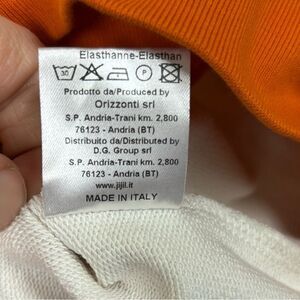 Elasthanne-Elasthan
30 P
Prodotto da/Produced by
Orizzonti srl
S.P. Andria-Trani km. 2,800
76123 - Andria (BT)
Distribuito da/Distributed by
D.G. Group srl
S.P. Andria-Trani km. 2,800
76123 - Andria (BT)
www.jijil.it
MADE IN ITALY